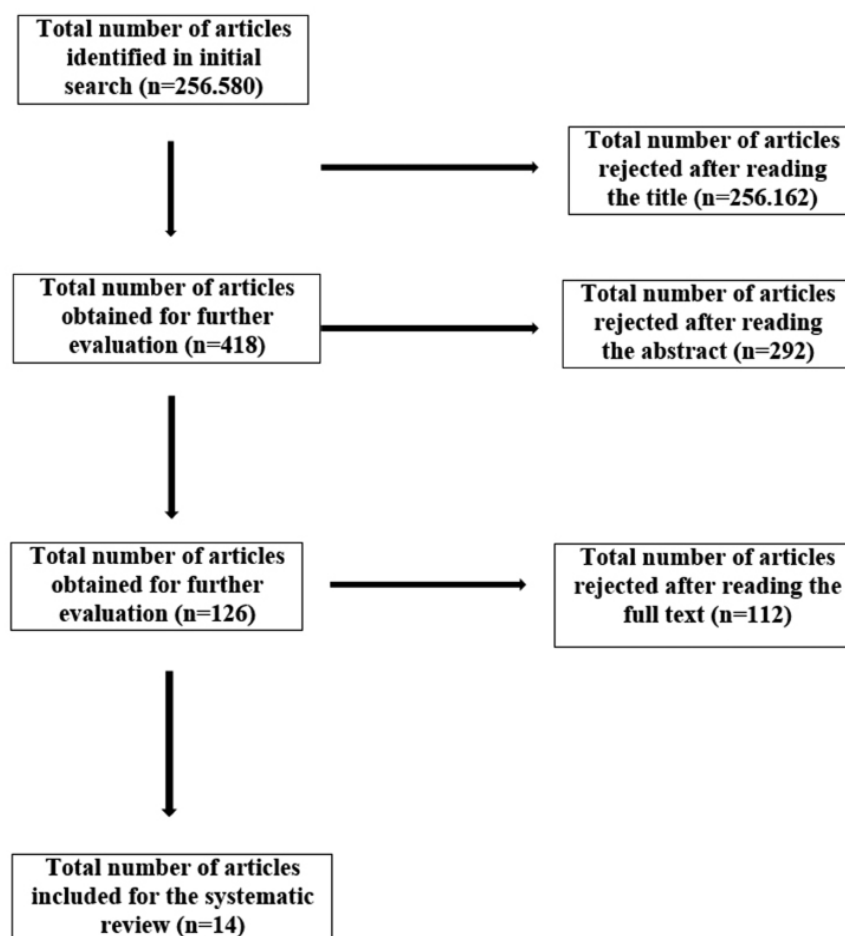 Total number of articles
identified in initial
search (n=256.580)
Total number of articles
rejected after reading
the title (n=256.162)
Total number of articles
obtained for further
evaluation (n=418)
Total number of articles
rejected after reading
the abstract (n=292)
Total number of articles
obtained for further
evaluation (n=126)
Total number of articles
rejected after reading the
full text (n=112)
Total number of articles
included for the systematic
review (n=14)